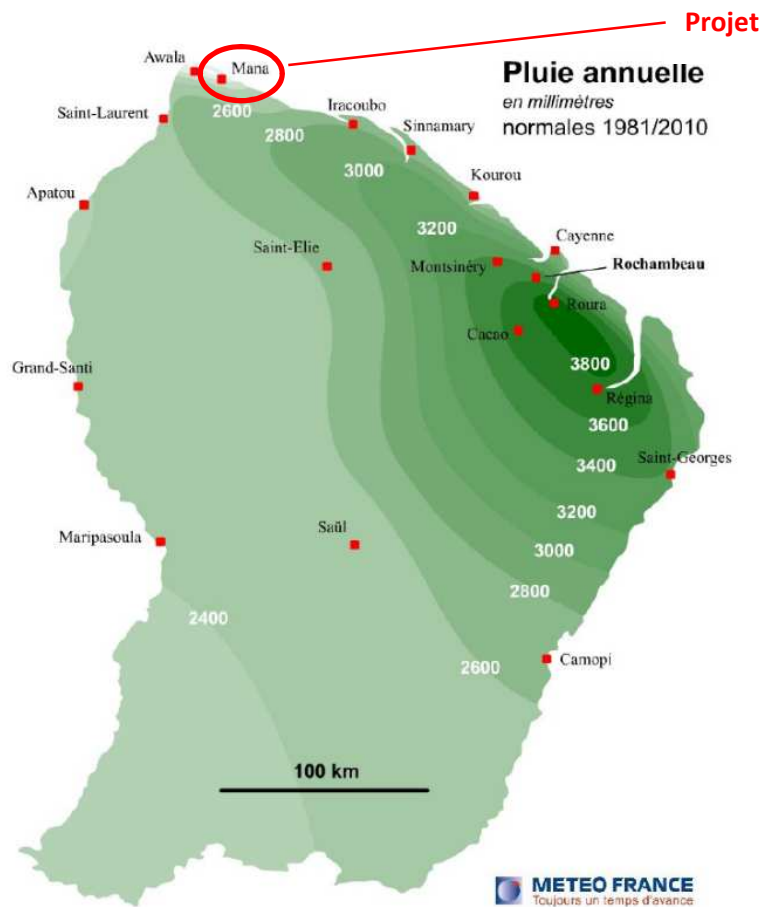 Projet
Pluie annuelle
en millimètres
normales 1981/2010
Awala
Mana
Saint-Laurent
2600
2800
Iracoubo
Sinnamary
3000
Kourou
Apatou
3200
Saint-Elie
Cayenne
Montsinéry
Rochambeau
Roura
Cacao
3800
Grand-Santi
Régina
3600
3400
Saint-Georges
3200
Maripasoula
Saül
3000
2800
2400
2600
Camopi
100 km
METEO FRANCE
Toujours un temps d'avance